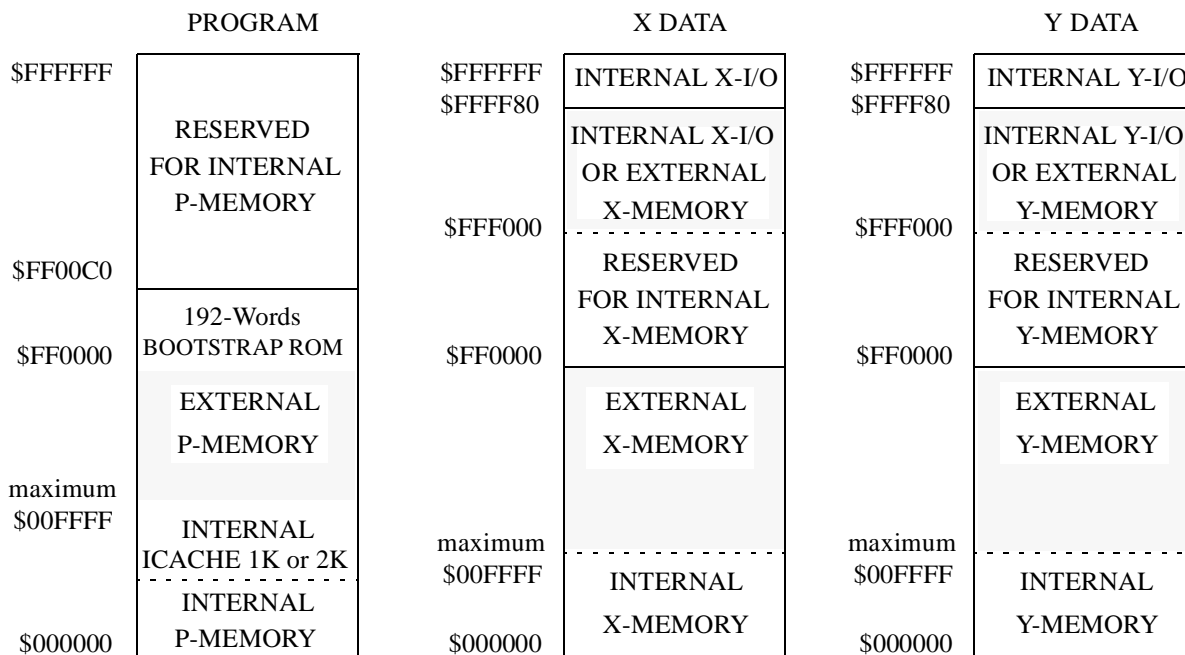 PROGRAM
$FFFFFF
RESERVED
FOR INTERNAL
P-MEMORY
$FF00C0
192-Words
BOOTSTRAP ROM
$FF0000
EXTERNAL
P-MEMORY
maximum
$00FFFF
INTERNAL
ICACHE 1K or 2K
INTERNAL
P-MEMORY
$000000
X DATA
$FFFFFF
INTERNAL X-I/O
$FFFF80
INTERNAL X-I/O
OR EXTERNAL
X-MEMORY
$FFF000
RESERVED
FOR INTERNAL
X-MEMORY
$FF0000
EXTERNAL
X-MEMORY
maximum
$00FFFF
INTERNAL
X-MEMORY
$000000
Y DATA
$FFFFFF
INTERNAL Y-I/O
$FFFF80
INTERNAL Y-I/O
OR EXTERNAL
Y-MEMORY
$FFF000
RESERVED
FOR INTERNAL
Y-MEMORY
$FF0000
EXTERNAL
Y-MEMORY
maximum
$00FFFF
INTERNAL
Y-MEMORY
$000000